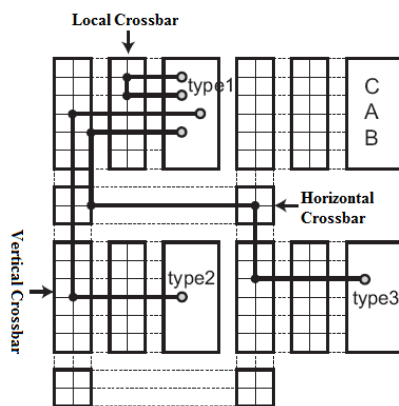 Local Crossbar
type1
C
A
B
Horizontal
Crossbar
Vertical Crossbar
type2
type3